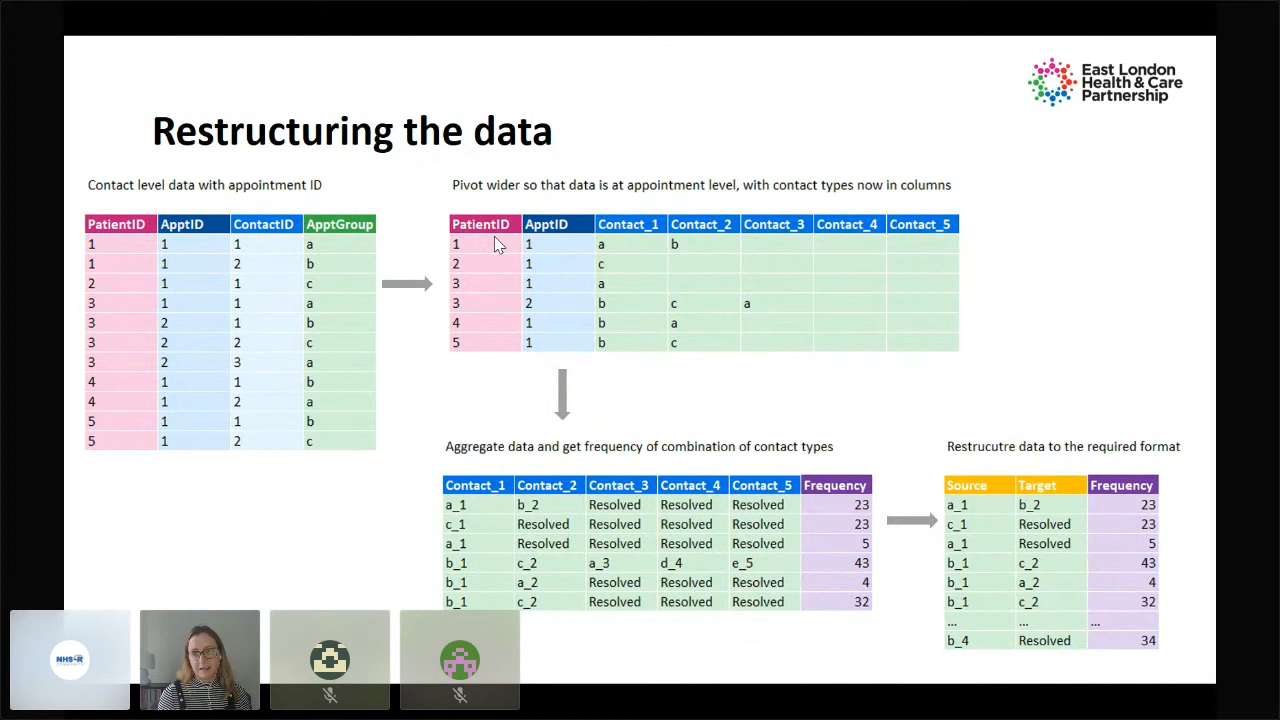 East London
Health & Care
Partnership
Restructuring the data
Contact level data with appointment ID
PatientID ApptID ContactID ApptGroup
1 1 1 a
1 1 2 b
2 1 1 c
3 1 1 a
3 2 1 b
3 2 2 c
3 2 3 a
4 1 1 b
4 1 2 a
5 1 1 b
5 1 2 c
Pivot wider so that data is at appointment level, with contact types now in columns
PatientID ApptID Contact_1 Contact_2 Contact_3 Contact_4 Contact_5
1 1 a b
2 1 c
3 1 a
3 2 b c a
4 1 b a
5 1 b c
Aggregate data and get frequency of combination of contact types
Contact_1 Contact_2 Contact_3 Contact_4 Contact_5 Frequency
a_1 b_2 Resolved Resolved Resolved 23
c_1 Resolved Resolved Resolved Resolved 23
a_1 Resolved Resolved Resolved Resolved 5
b_1 c_2 a_3 d_4 e_5 43
b_1 a_2 Resolved Resolved Resolved 4
b_1 c_2 Resolved Resolved Resolved 32
Restrucutre data to the required format
Source Target Frequency
a_1 b_2 23
c_1 Resolved 23
a_1 Resolved 5
b_1 c_2 43
b_1 a_2 4
b_1 c_2 32
... ... ...
b_4 Resolved 34
NHS-R
COMMUNITY